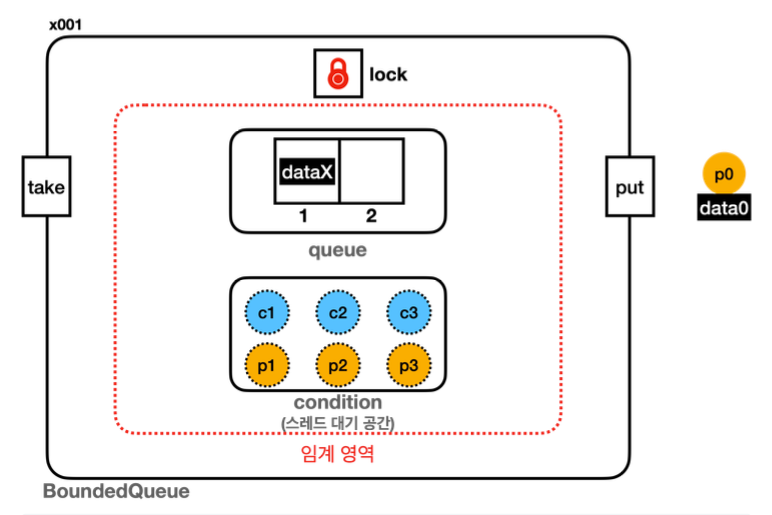 x001
lock
dataX
take
put
p0
data0
1
2
queue
c1
c2
c3
p1
p2
p3
condition
(스레드 대기 공간)
임계 영역
BoundedQueue